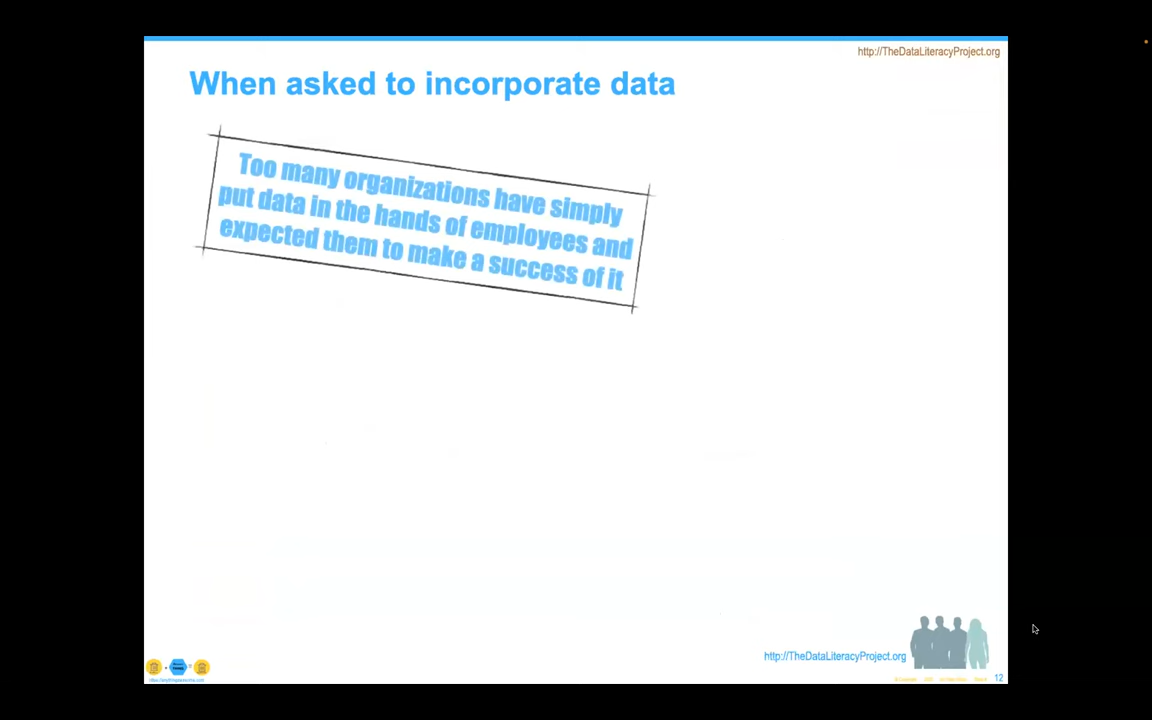 http://TheDataLiteracyProject.org
When asked to incorporate data
Too many organizations have simply
put data in the hands of employees and
expected them to make a success of it
http://TheDataLiteracyProject.org
12